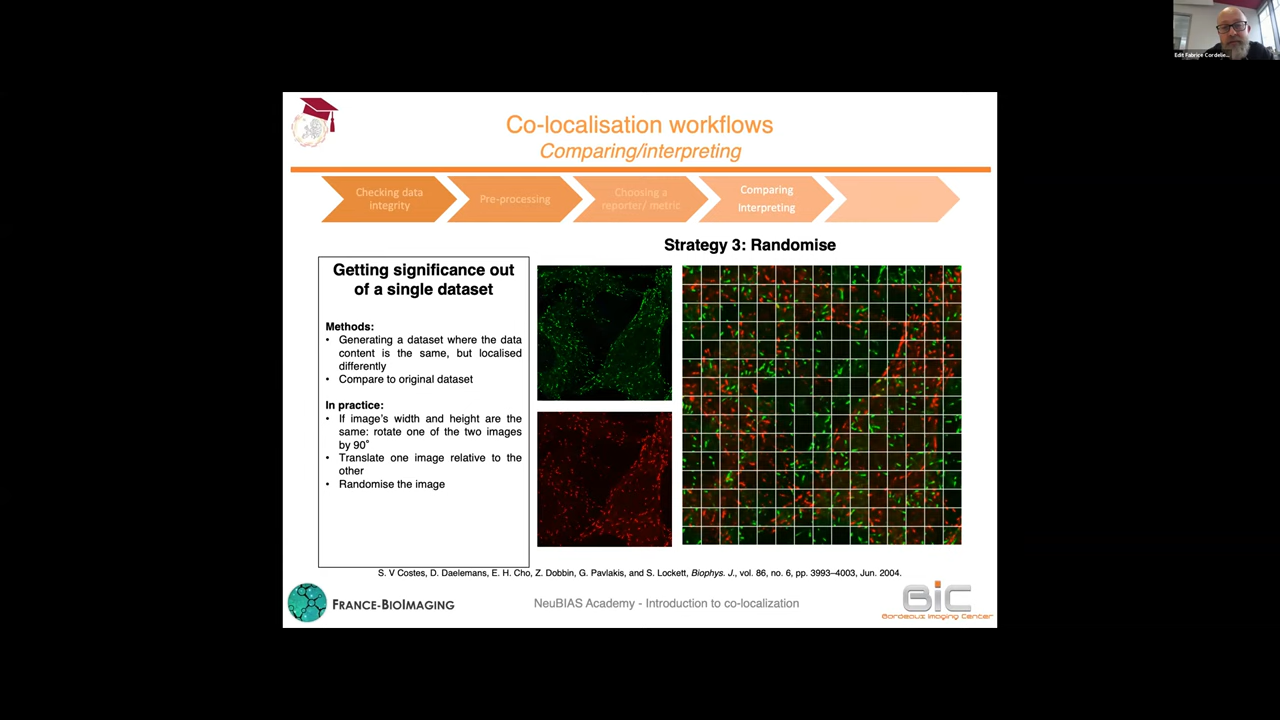 Edit Fabrice Cordelie...
Co-localisation workflows
Comparing/interpreting
Checking data
integrity
Pre-processing
Choosing a
reporter/ metric
Comparing
Interpreting
Strategy 3: Randomise
Getting significance out
of a single dataset
Methods:
• Generating a dataset where the data
content is the same, but localised
differently
• Compare to original dataset
In practice:
• If image's width and height are the
same: rotate one of the two images
by 90°
• Translate one image relative to the
other
• Randomise the image
S. V Costes, D. Daelemans, E. H. Cho, Z. Dobbin, G. Pavlakis, and S. Lockett, Biophys. J., vol. 86, no. 6, pp. 3993–4003, Jun. 2004.
FRANCE-BIOIMAGING
NeuBIAS Academy - Introduction to co-localization
BiC
Bordeaux Imaging Center